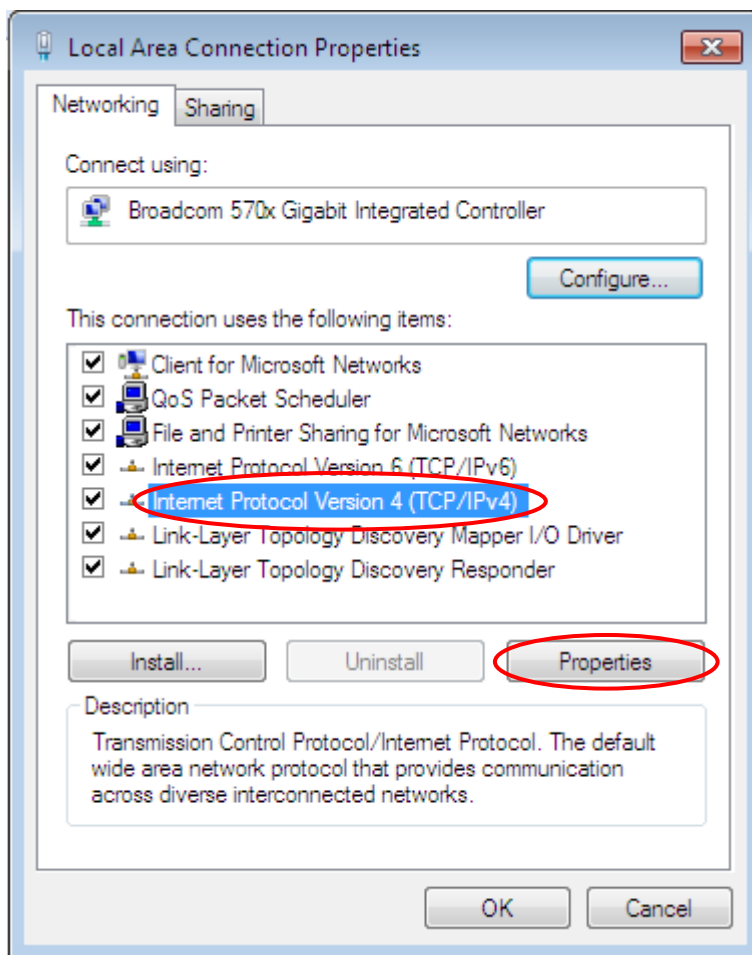 Local Area Connection Properties
Networking
Sharing
Connect using:
Broadcom 570x Gigabit Integrated Controller
Configure...
This connection uses the following items:
Client for Microsoft Networks
QoS Packet Scheduler
File and Printer Sharing for Microsoft Networks
Internet Protocol Version 6 (TCP/IPv6)
Internet Protocol Version 4 (TCP/IPv4)
Link-Layer Topology Discovery Mapper I/O Driver
Link-Layer Topology Discovery Responder
Install...
Uninstall
Properties
Description
Transmission Control Protocol/Internet Protocol. The default
wide area network protocol that provides communication
across diverse interconnected networks.
OK
Cancel